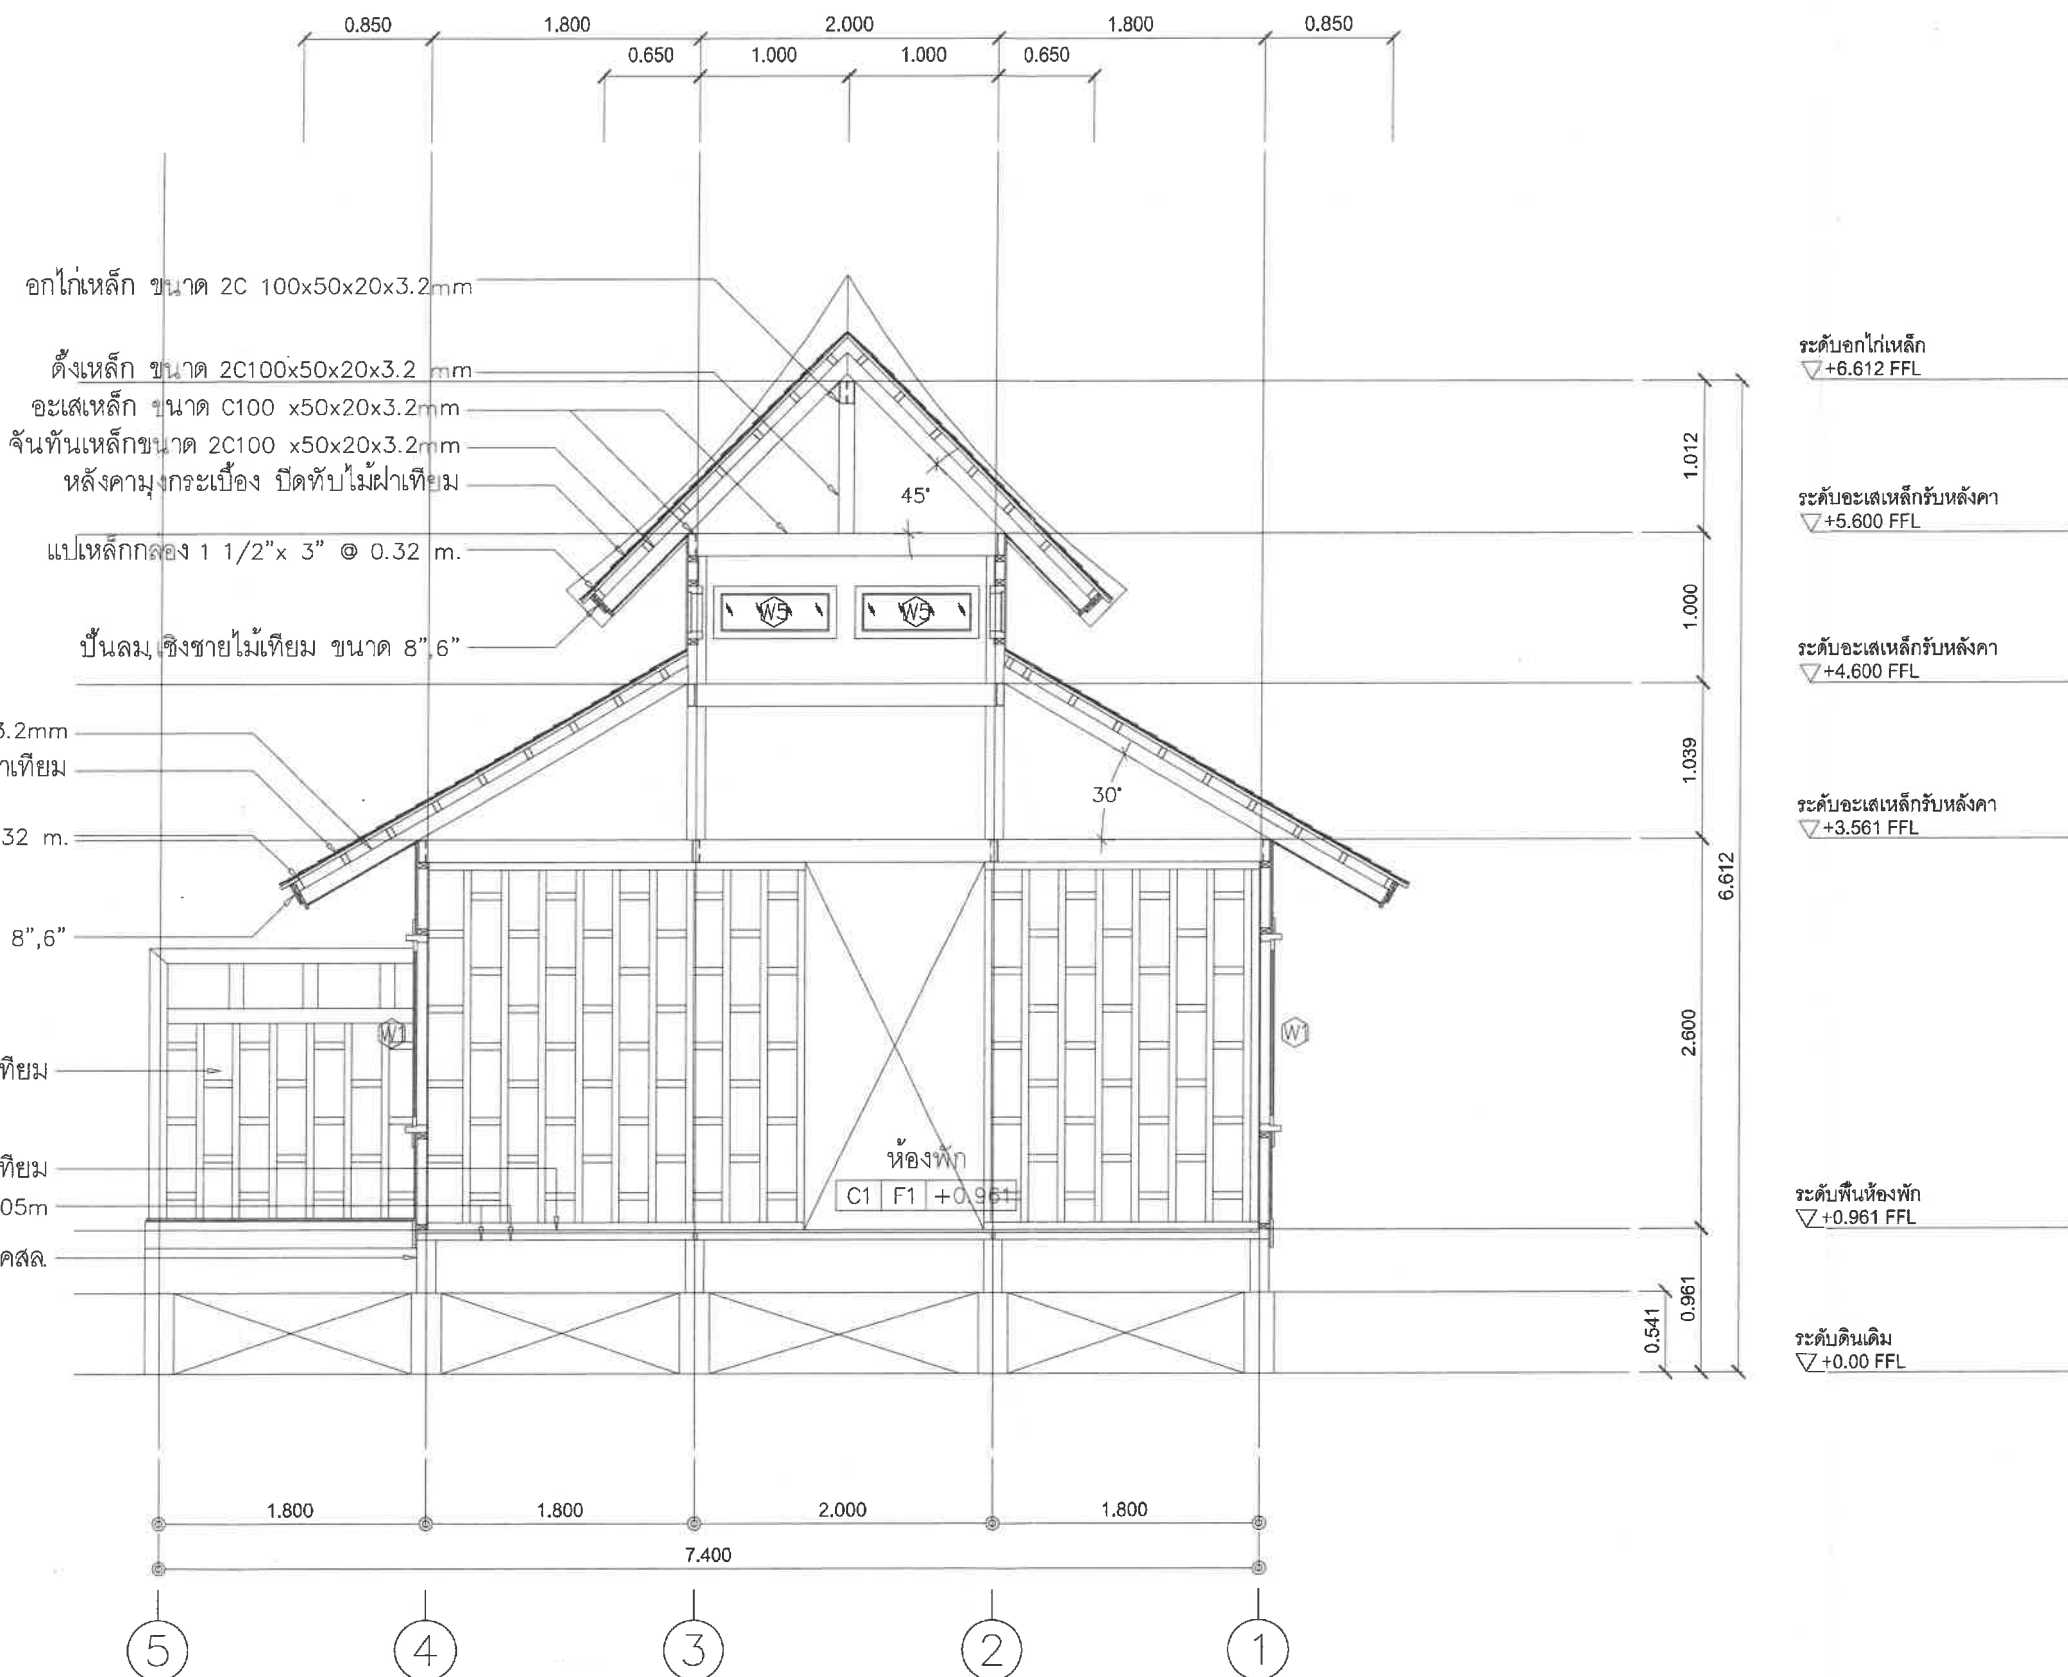 0.850 1.800 2.000 1.800 0.850
0.650 1.000 1.000 0.650
อกไก่เหล็ก ขนาด 2C 100x50x20x3.2mm
ดั้งเหล็ก ขนาด 2C100x50x20x3.2 mm
อะเสเหล็ก ขนาด C100 x50x20x3.2mm
จันทันเหล็กขนาด 2C100 x50x20x3.2mm
หลังคามุงกระเบื้อง ปิดทับไม้ฝาเทียม
แปเหล็กกล่อง 1 1/2"x 3" @ 0.32 m.
ปั้นลม,เชิงชายไม้เทียม ขนาด 8",6"
3.2mm
าเทียม
32 m.
8",6"
ทียม
ทียม
05m
คสล.
45°
W5 W5
30°
W1
W1
ห้องพัก
C1 F1 +0.961
1.012
1.000
1.039
2.600
0.961
0.541
6.612
ระดับอกไก่เหล็ก
+6.612 FFL
ระดับอะเสเหล็กรับหลังคา
+5.600 FFL
ระดับอะเสเหล็กรับหลังคา
+4.600 FFL
ระดับอะเสเหล็กรับหลังคา
+3.561 FFL
ระดับพื้นห้องพัก
+0.961 FFL
ระดับดินเดิม
+0.00 FFL
1.800 1.800 2.000 1.800
7.400
5 4 3 2 1